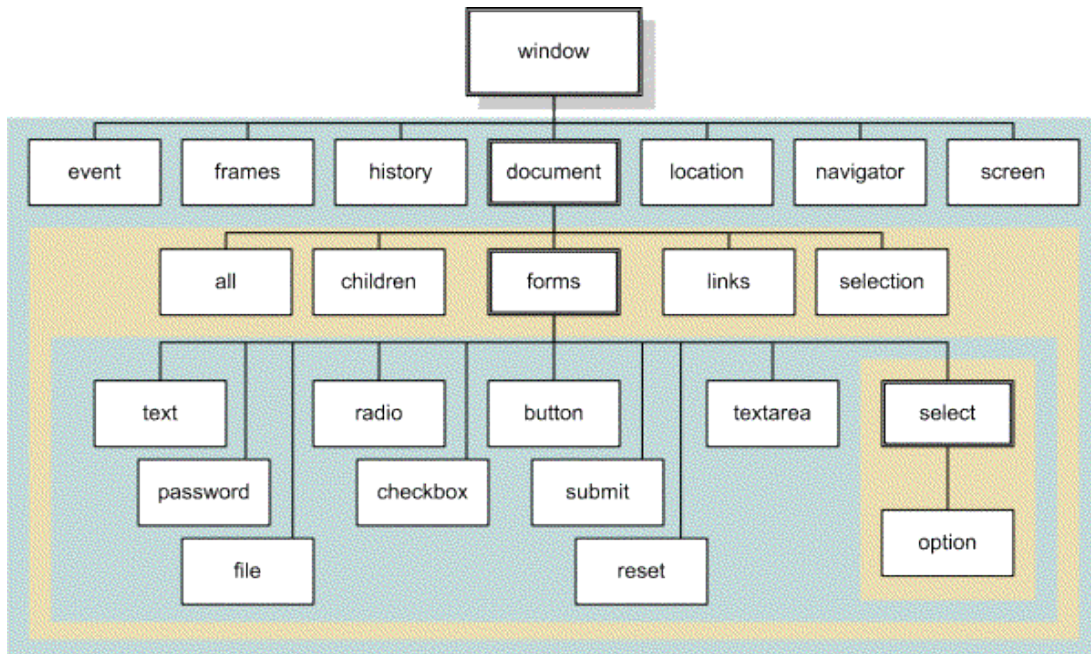 window
event
frames
history
document
location
navigator
screen
all
children
forms
links
selection
text
radio
button
textarea
select
password
checkbox
submit
option
file
reset